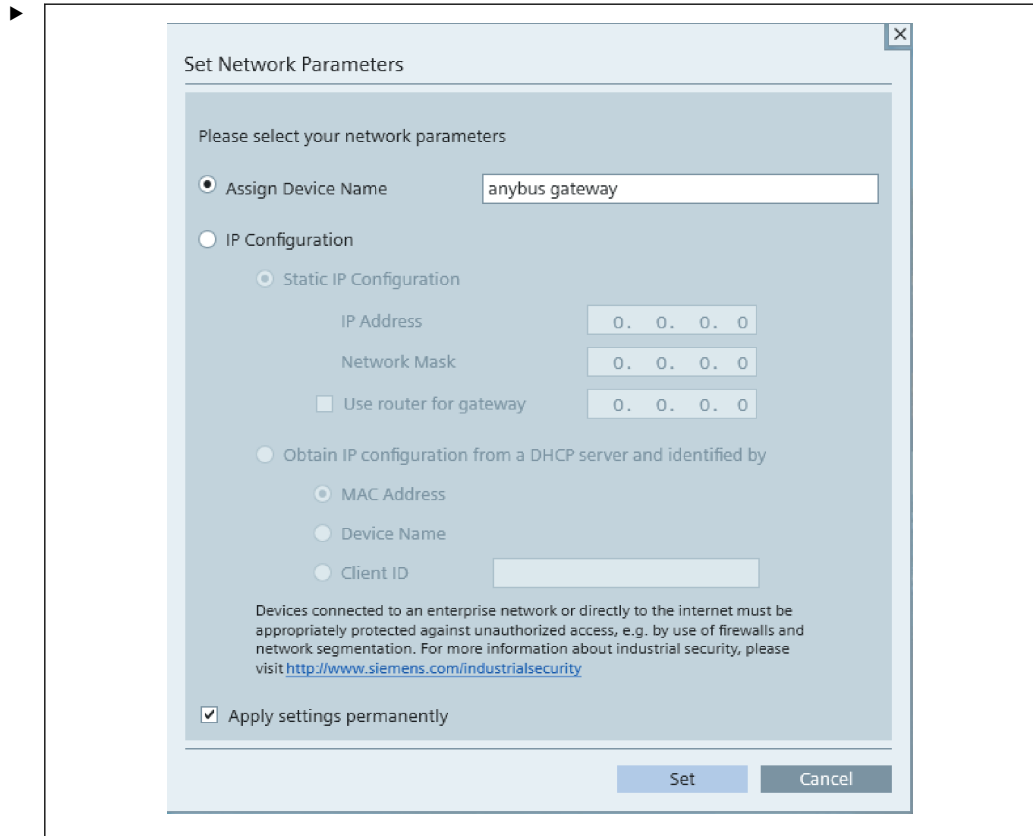 Set Network Parameters
Please select your network parameters
Assign Device Name anybus gateway
IP Configuration
Static IP Configuration
IP Address 0. 0. 0. 0
Network Mask 0. 0. 0. 0
Use router for gateway 0. 0. 0. 0
Obtain IP configuration from a DHCP server and identified by
MAC Address
Device Name
Client ID
Devices connected to an enterprise network or directly to the internet must be
appropriately protected against unauthorized access, e.g. by use of firewalls and
network segmentation. For more information about industrial security, please
visit http://www.siemens.com/industrialsecurity
Apply settings permanently
Set Cancel